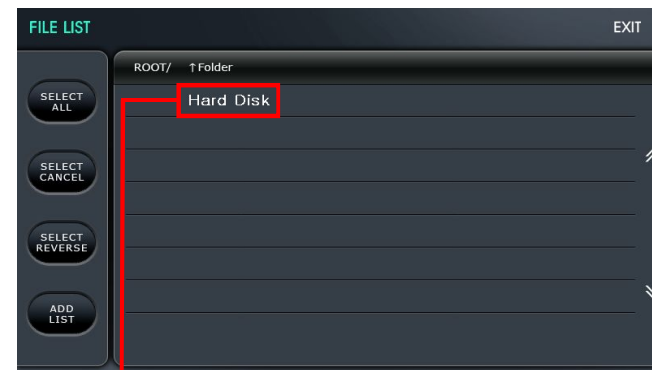 FILE LIST EXIT
ROOT/ ↑Folder
SELECT
ALL
Hard Disk
SELECT
CANCEL
SELECT
REVERSE
ADD
LIST